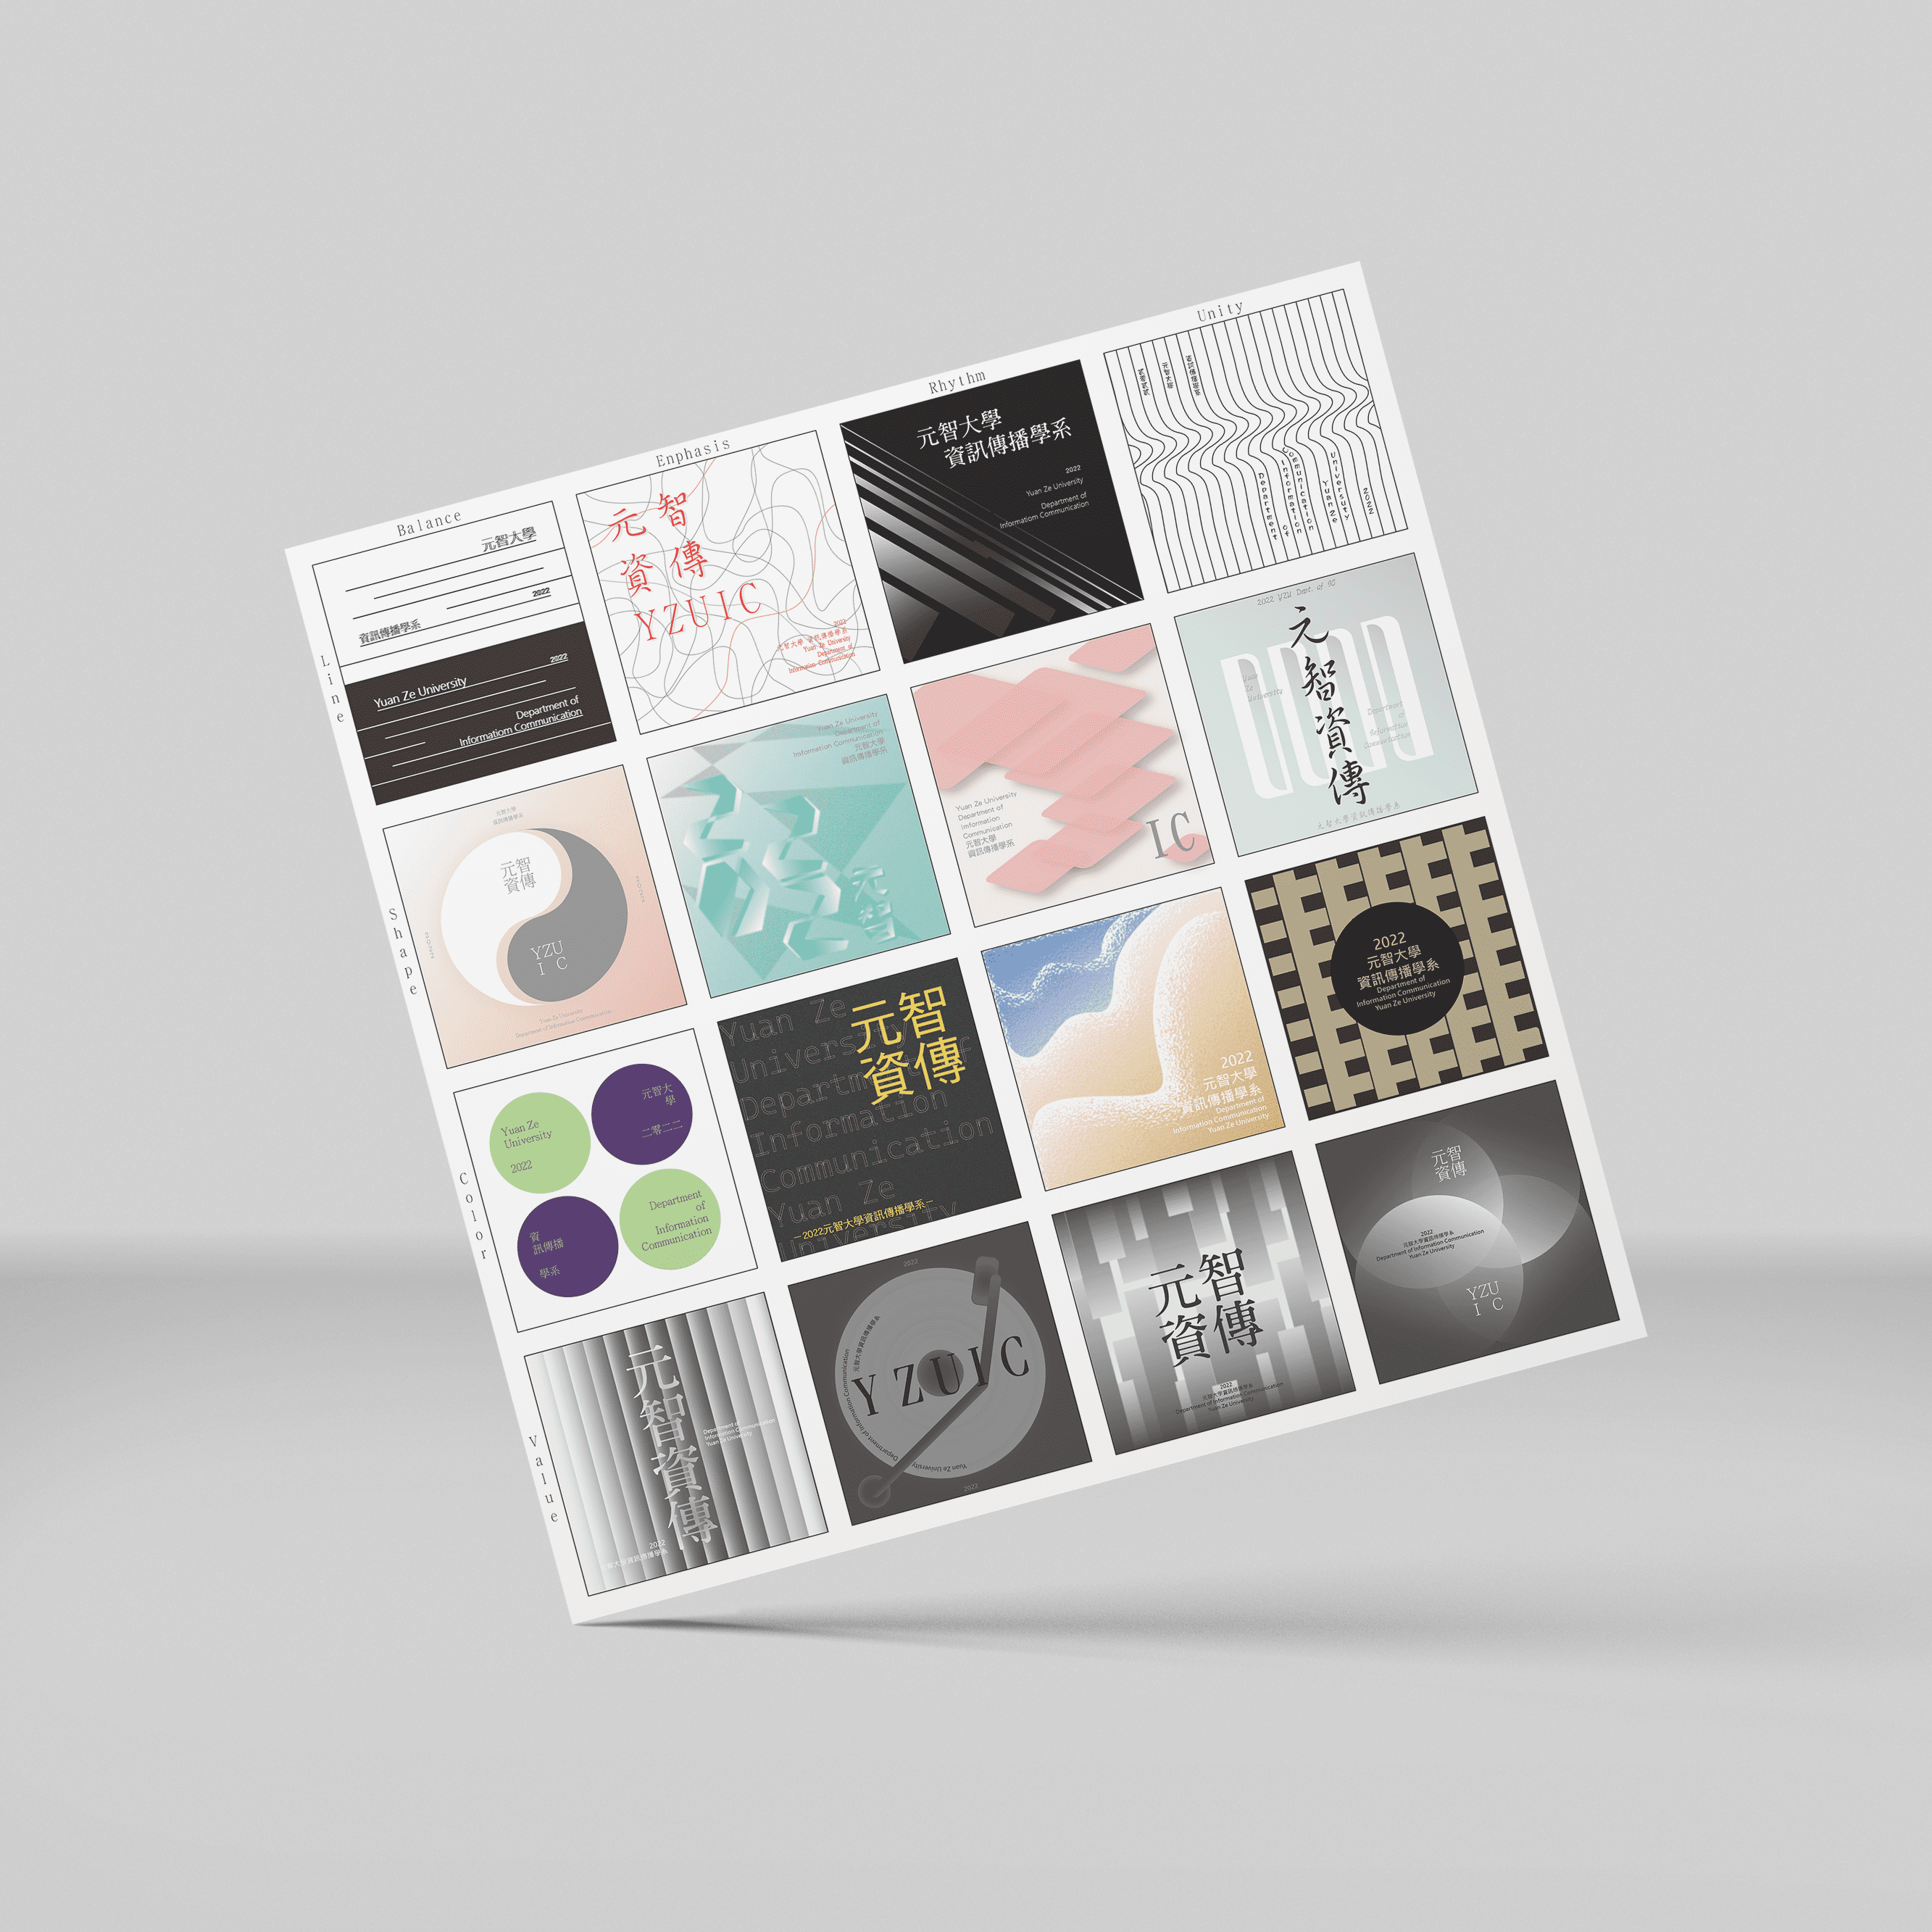 Balance
Enphasis
Rhythm
Unity
Line
元智大學
2022
資訊傳播學系
2022
Yuan Ze University
Department of
Informatiom Communication
元智
資傳
YZUIC
2022
元智大學 資訊傳播學系
Yuan Ze University
Department of
Information Communication
元智大學
資訊傳播學系
2022
Yuan Ze University
Department of
Informatiom Communication
Department of
Information
Communication
Yuan Ze
Universuty
2022
Shape
元智大學
資訊傳播學系
元智
資傳
YZU
I C
Yuan Ze University
Department of Information Communication
Yuan Ze University
Department of
Imformation Communication
元智大學
資訊傳播學系
元
智
Yuan Ze University
Department of
Imformation
Communication
元智大學
資訊傳播學系
IC
2022 YZU Dept. of
元智資傳
Yuan
Ze
University
Department
of
元智大學資訊傳播學系
Color
Yuan Ze
University
2022
元智大
學
二零二二
資
訊傳播
學系
Department
of
Information
Communication
Yuan Ze
University
Department of
Information
Communication
Yuan Ze
University
元智
資傳
—2022元智大學資訊傳播學系—
2022
元智大學
資訊傳播學系
Department of
Information Communication
Yuan Ze University
2022
元智大學
資訊傳播學系
Department of
Information Communication
Yuan Ze University
Value
元智資傳
Department of
Information Communication
Yuan Ze University
2022
元智大學資訊傳播學系
2022
元智大學資訊傳播學系
YZUIC
Department of Information Communication
Yuan Ze University
2022
元智
資傳
2022
元智大學資訊傳播學系
Department of Information Communication
Yuan Ze University
元智
資傳
2022
元智大學資訊傳播學系
Department of Information Communication
Yuan Ze University
YZU
I C